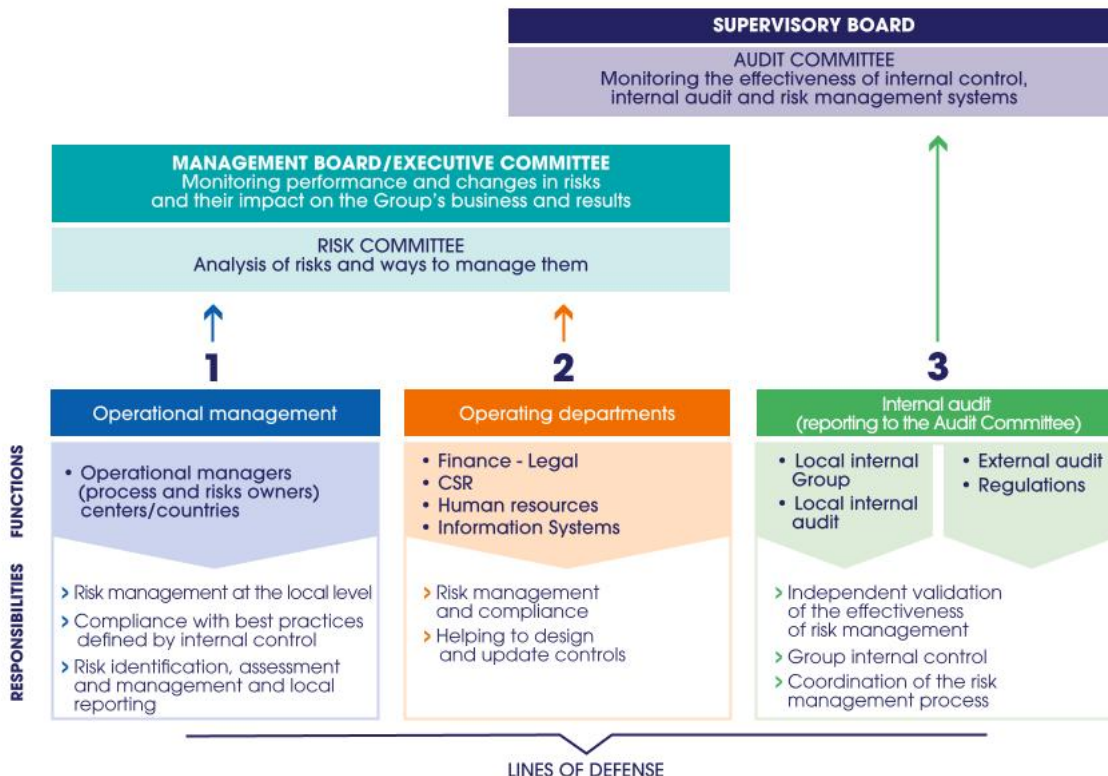 SUPERVISORY BOARD
AUDIT COMMITTEE
Monitoring the effectiveness of internal control,
internal audit and risk management systems
MANAGEMENT BOARD/EXECUTIVE COMMITTEE
Monitoring performance and changes in risks
and their impact on the Group's business and results
RISK COMMITTEE
Analysis of risks and ways to manage them
1
2
3
Operational management
Operating departments
Internal audit
(reporting to the Audit Committee)
FUNCTIONS
• Operational managers
(process and risks owners)
centers/countries
• Finance - Legal
• CSR
• Human resources
• Information Systems
• Local internal
Group
• Local internal
audit
• External audit
• Regulations
RESPONSIBILITIES
> Risk management at the local level
> Compliance with best practices
defined by internal control
> Risk identification, assessment
and management and local
reporting
> Risk management
and compliance
> Helping to design
and update controls
> Independent validation
of the effectiveness
of risk management
> Group internal control
> Coordination of the risk
management process
LINES OF DEFENSE